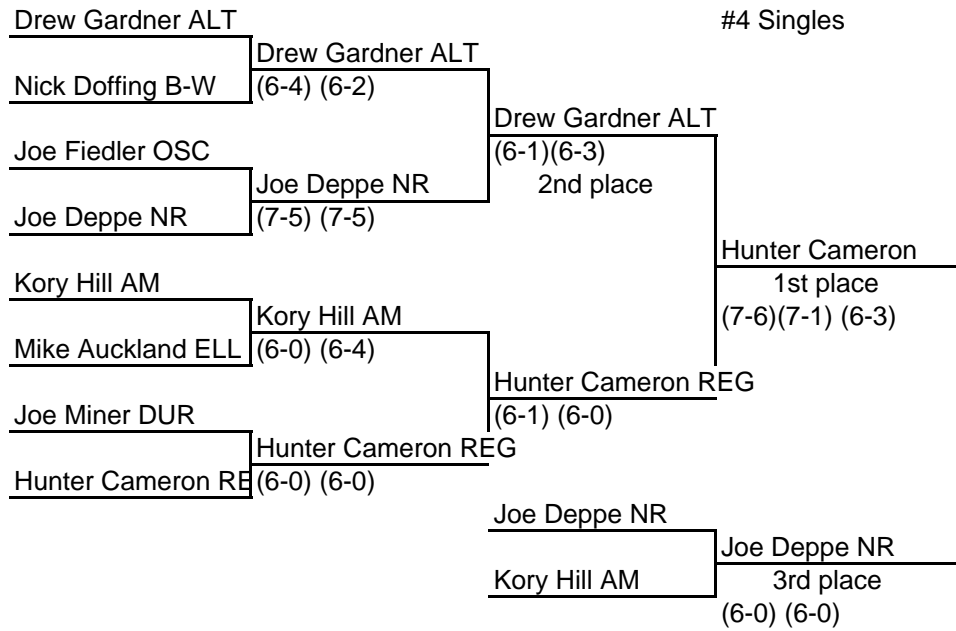 Drew Gardner ALT
#4 Singles
Drew Gardner ALT
Nick Doffing B-W
(6-4) (6-2)
Drew Gardner ALT
Joe Fiedler OSC
(6-1)(6-3)
Joe Deppe NR
2nd place
Joe Deppe NR
(7-5) (7-5)
Hunter Cameron
Kory Hill AM
1st place
Kory Hill AM
(7-6)(7-1) (6-3)
Mike Auckland ELL
(6-0) (6-4)
Hunter Cameron REG
Joe Miner DUR
(6-1) (6-0)
Hunter Cameron REG
Hunter Cameron RE
(6-0) (6-0)
Joe Deppe NR
Joe Deppe NR
Kory Hill AM
3rd place
(6-0) (6-0)